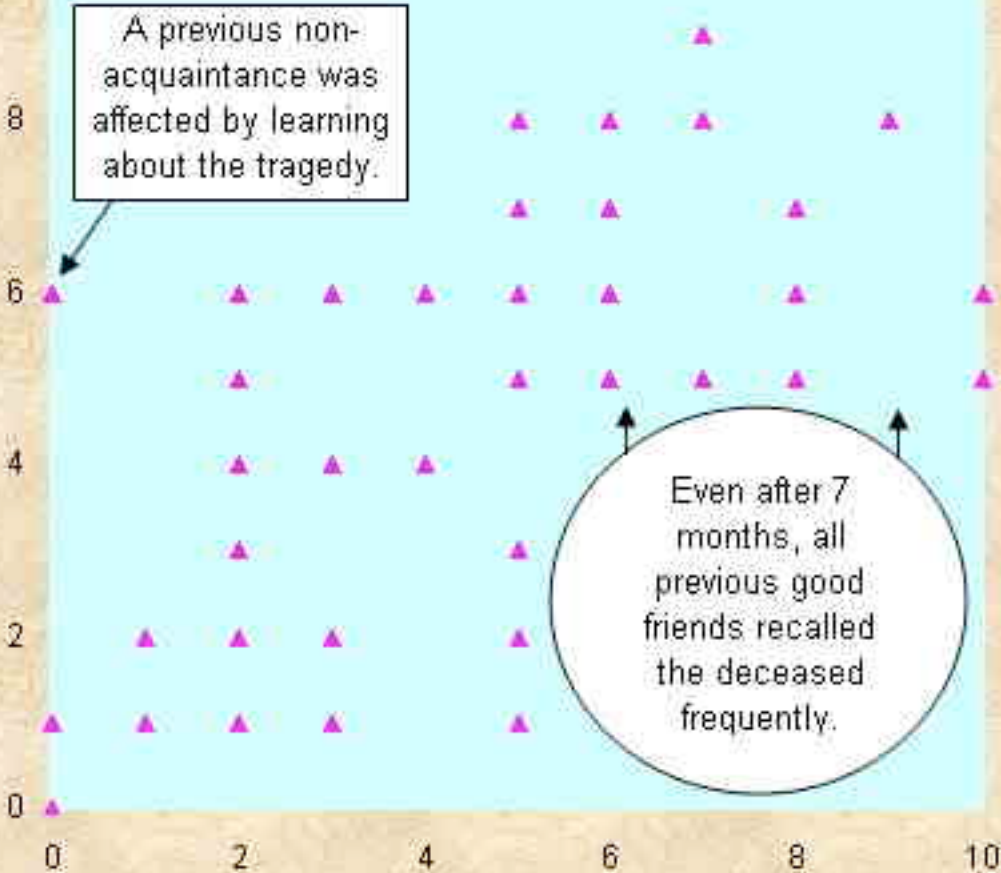 A previous non-
acquaintance was
affected by learning
about the tragedy.
8
6
4
2
0
Even after 7
months, all
previous good
friends recalled
the deceased
frequently.
0 2 4 6 8 10